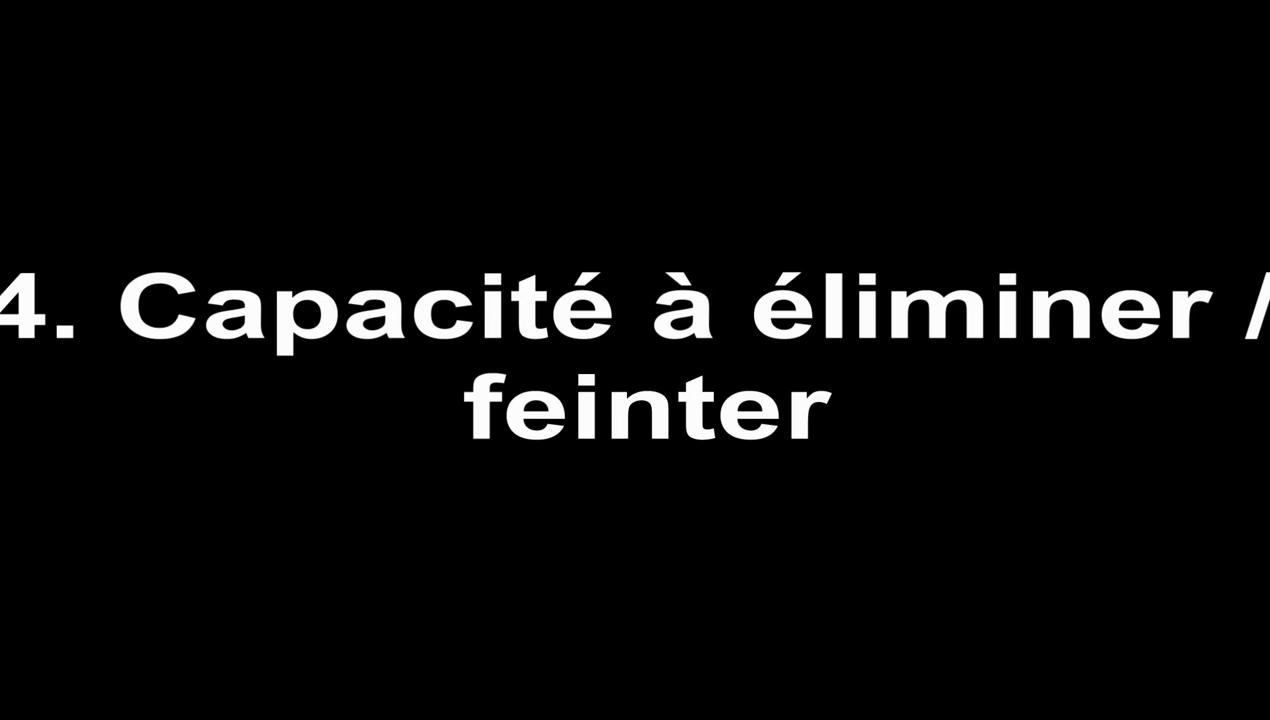 4. Capacité à éliminer /
feinter